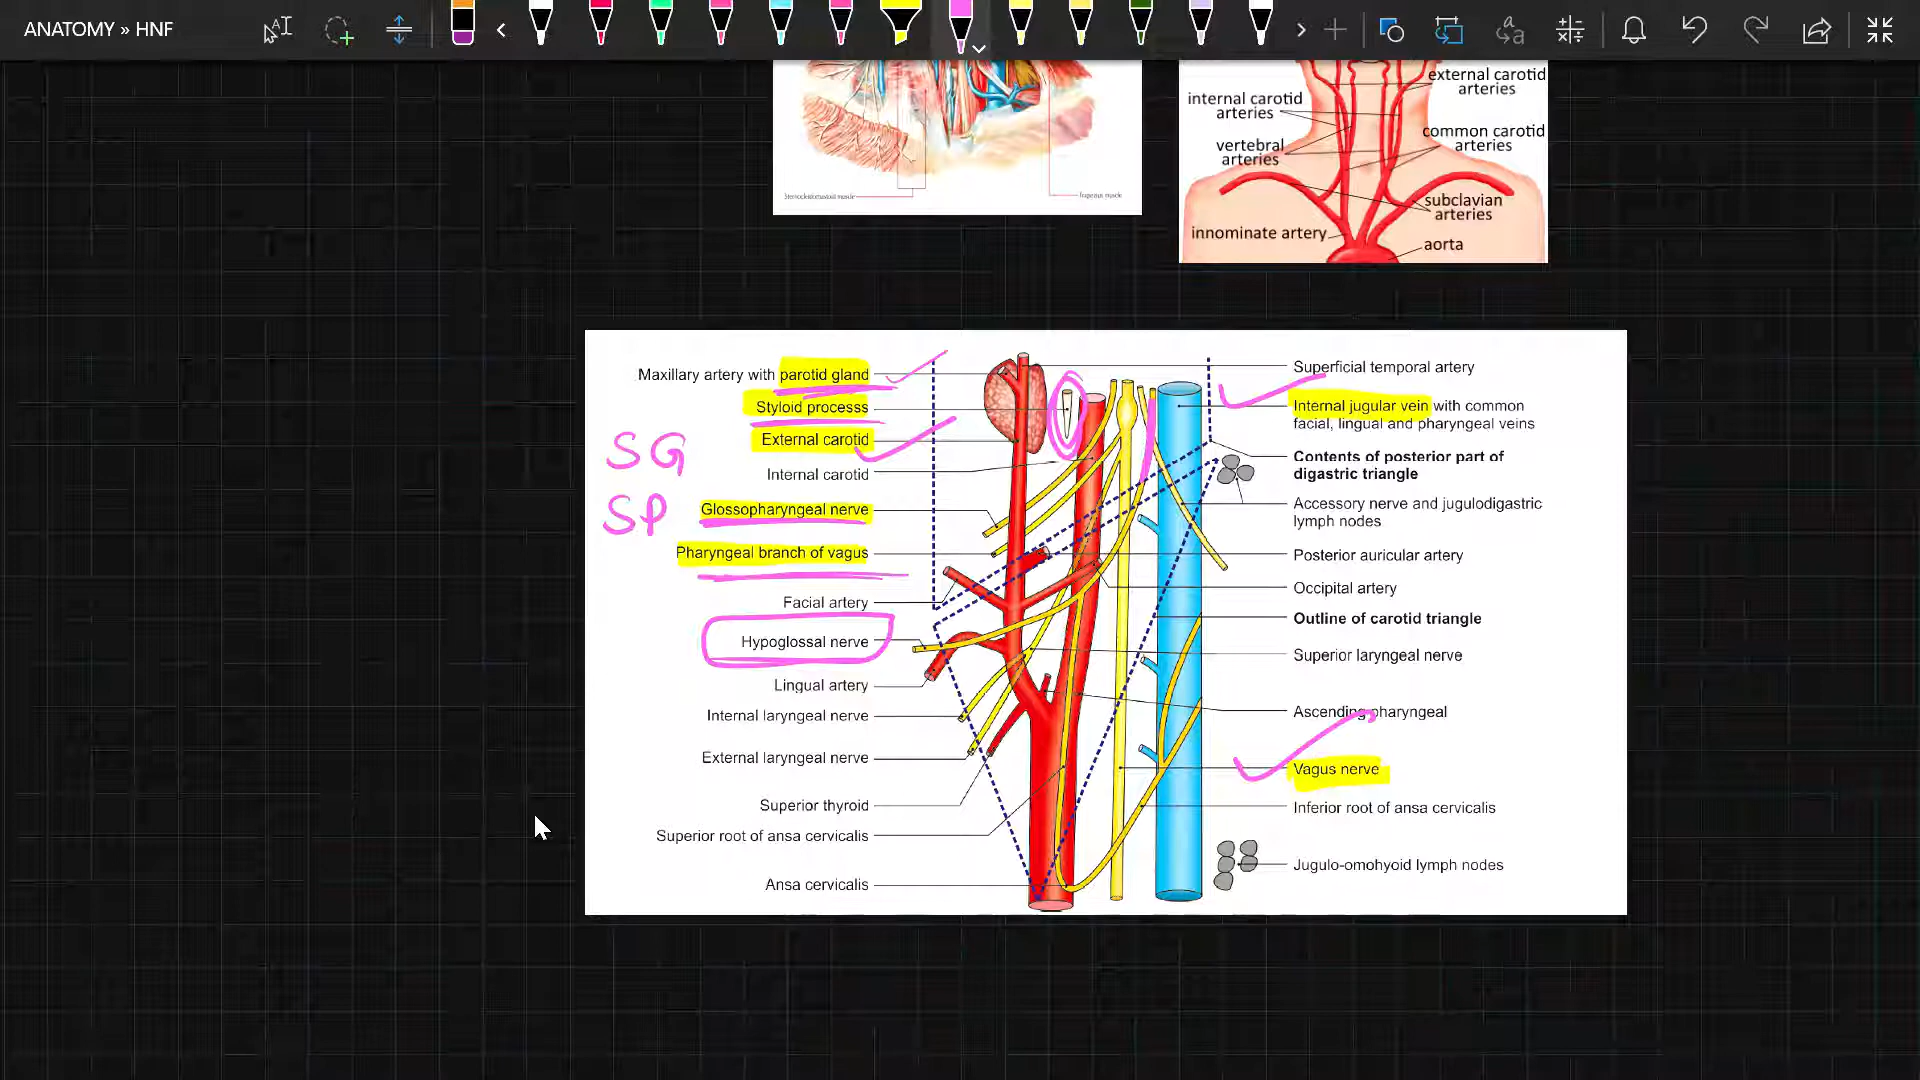 ANATOMY » HNF
Sternocleidomastoid muscle
Trapezius muscle
external carotid
arteries
internal carotid
arteries
common carotid
arteries
vertebral
arteries
subclavian
arteries
innominate artery
aorta
Maxillary artery with parotid gland
Styloid processs
External carotid
SG
Internal carotid
SP
Glossopharyngeal nerve
Pharyngeal branch of vagus
Facial artery
Hypoglossal nerve
Lingual artery
Internal laryngeal nerve
External laryngeal nerve
Superior thyroid
Superior root of ansa cervicalis
Ansa cervicalis
Superficial temporal artery
Internal jugular vein with common
facial, lingual and pharyngeal veins
Contents of posterior part of
digastric triangle
Accessory nerve and jugulodigastric
lymph nodes
Posterior auricular artery
Occipital artery
Outline of carotid triangle
Superior laryngeal nerve
Ascending pharyngeal
Vagus nerve
Inferior root of ansa cervicalis
Jugulo-omohyoid lymph nodes